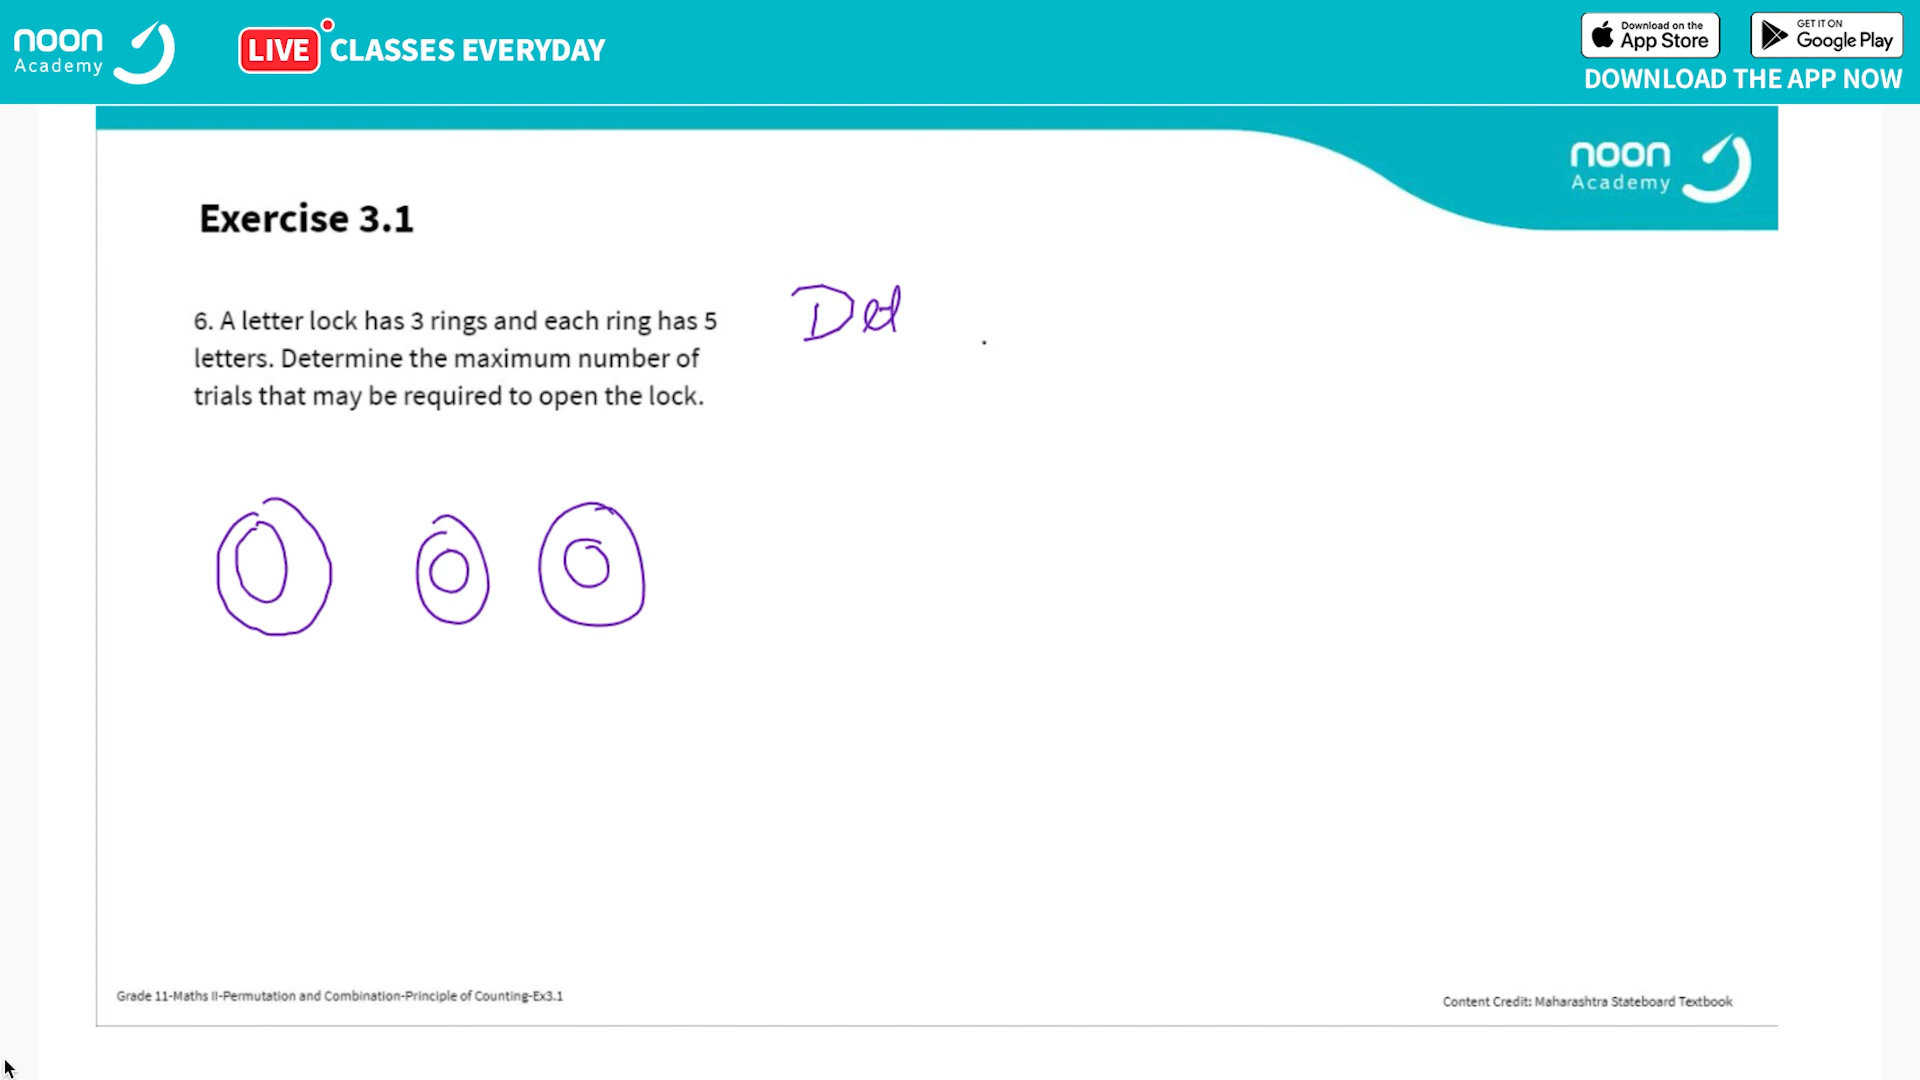 noon
Academy
LIVE CLASSES EVERYDAY
Download on the
App Store
GET IT ON
Google Play
DOWNLOAD THE APP NOW
noon
Academy
Exercise 3.1
6. A letter lock has 3 rings and each ring has 5
letters. Determine the maximum number of
trials that may be required to open the lock.
Grade 11-Maths II-Permutation and Combination-Principle of Counting-Ex3.1
Content Credit: Maharashtra Stateboard Textbook